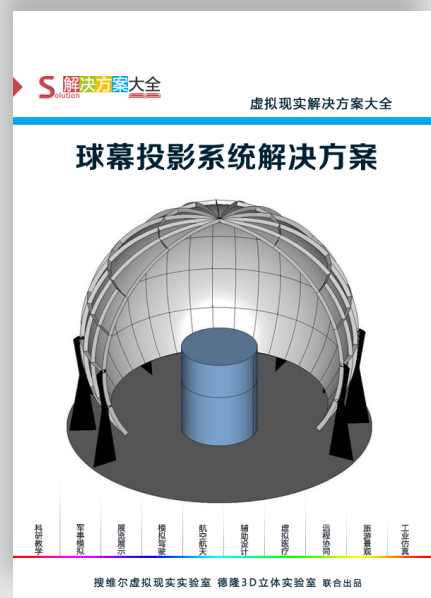 解决方案大全
Solution
虚拟现实解决方案大全
球幕投影系统解决方案
科研教学
军事模拟
展览展示
模拟驾驶
航空航天
辅助设计
虚拟医疗
远程协同
旅游景观
工业仿真
搜维尔虚拟现实实验室 德隆3D立体实验室 联合出品